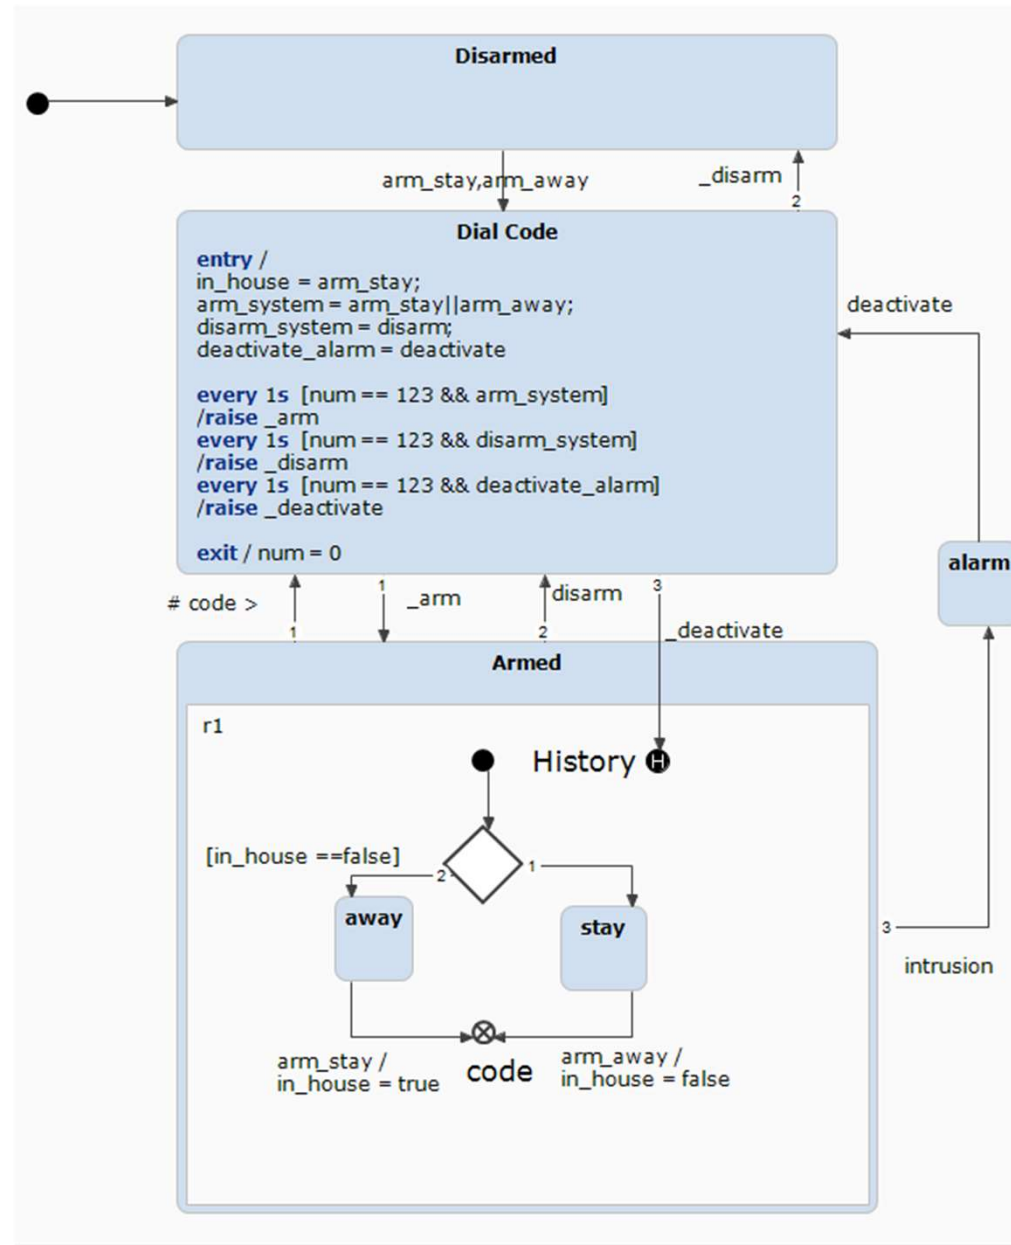 Disarmed
arm_stay,arm_away
_disarm
2
Dial Code
entry /
in_house = arm_stay;
arm_system = arm_stay||arm_away;
disarm_system = disarm;
deactivate_alarm = deactivate
every 1s [num == 123 && arm_system]
/raise _arm
every 1s [num == 123 && disarm_system]
/raise _disarm
every 1s [num == 123 && deactivate_alarm]
/raise _deactivate
exit / num = 0
deactivate
alarm
# code >
1
1
_arm
disarm
2
3
_deactivate
Armed
r1
History H
[in_house ==false]
2
1
away
stay
3
intrusion
arm_stay /
in_house = true
code
arm_away /
in_house = false